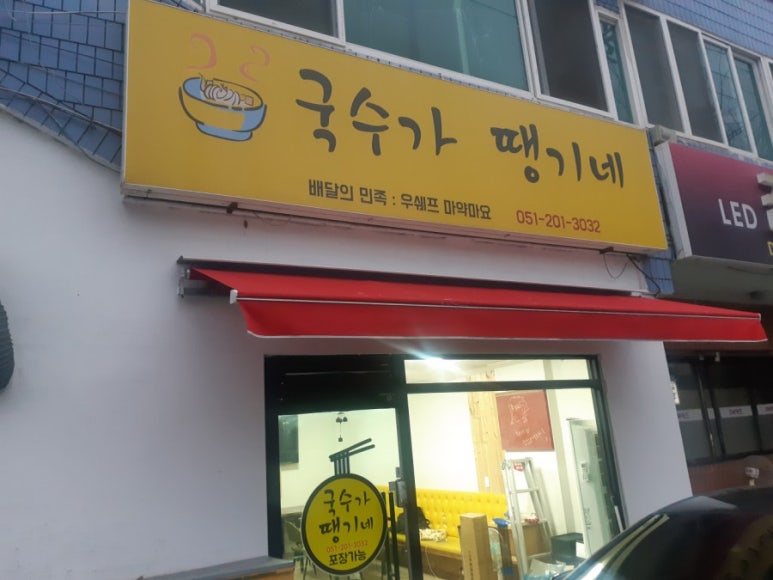 국수가 땡기네
배달의 민족 : 우쉐프 마약마요 051-201-3032
LED
국수가
땡기네
051-201-3032
포장가능